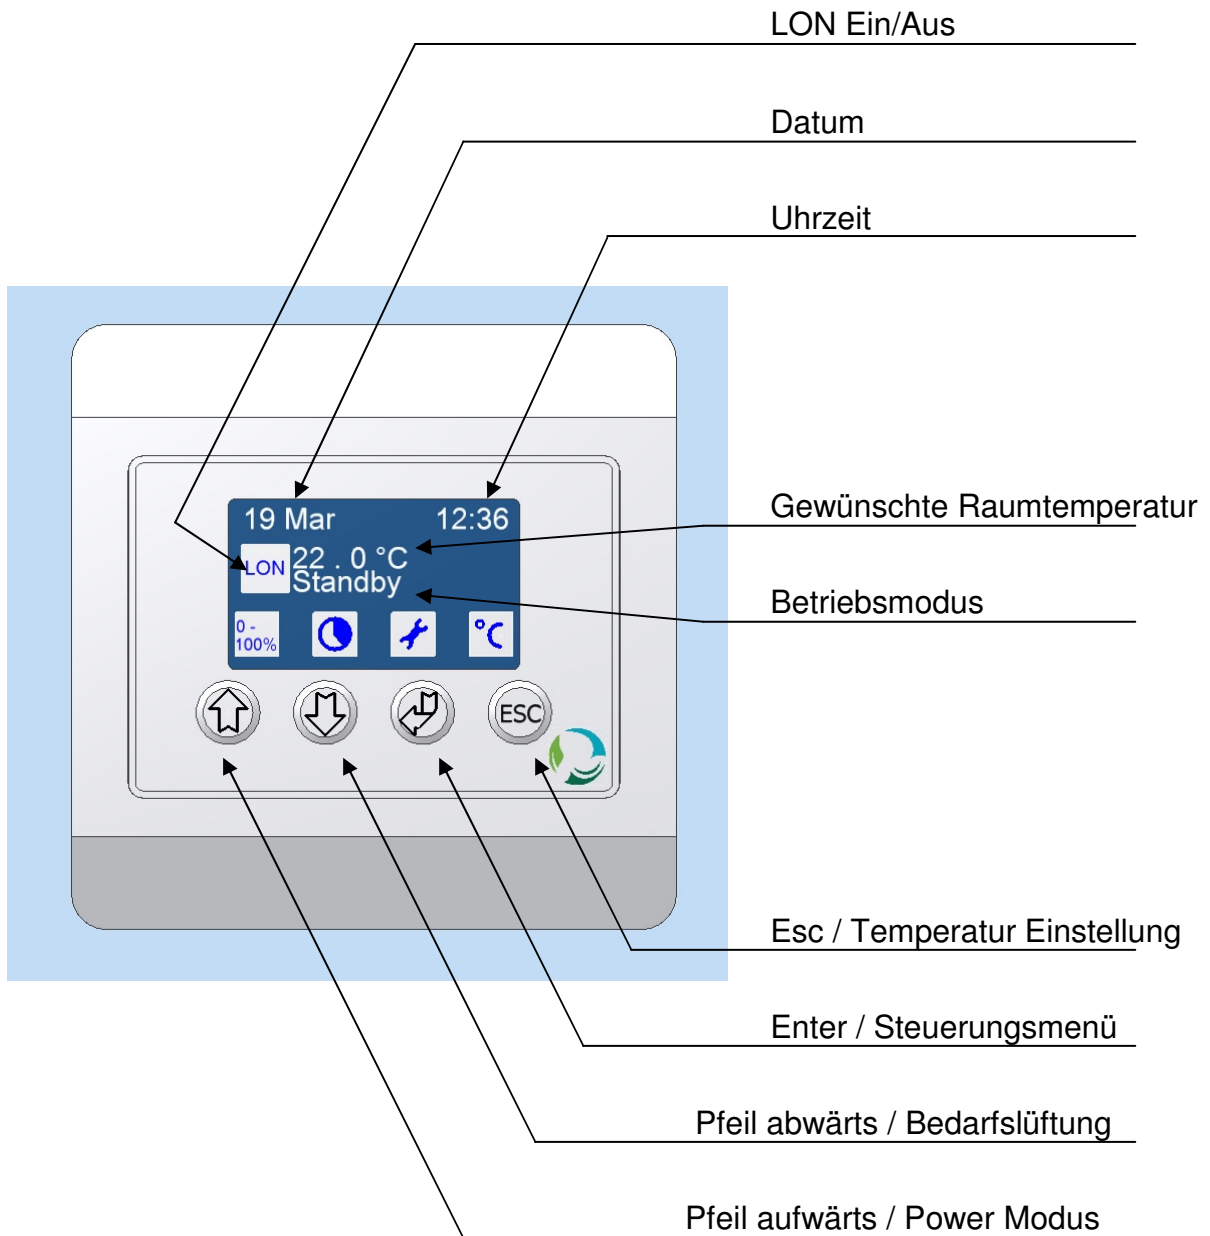 LON Ein/Aus
Datum
Uhrzeit
19 Mar 12:36
Gewünschte Raumtemperatur
LON 22 . 0 °C
Standby
Betriebsmodus
0 -
100%
°C
ESC
Esc / Temperatur Einstellung
Enter / Steuerungsmenü
Pfeil abwärts / Bedarfslüftung
Pfeil aufwärts / Power Modus